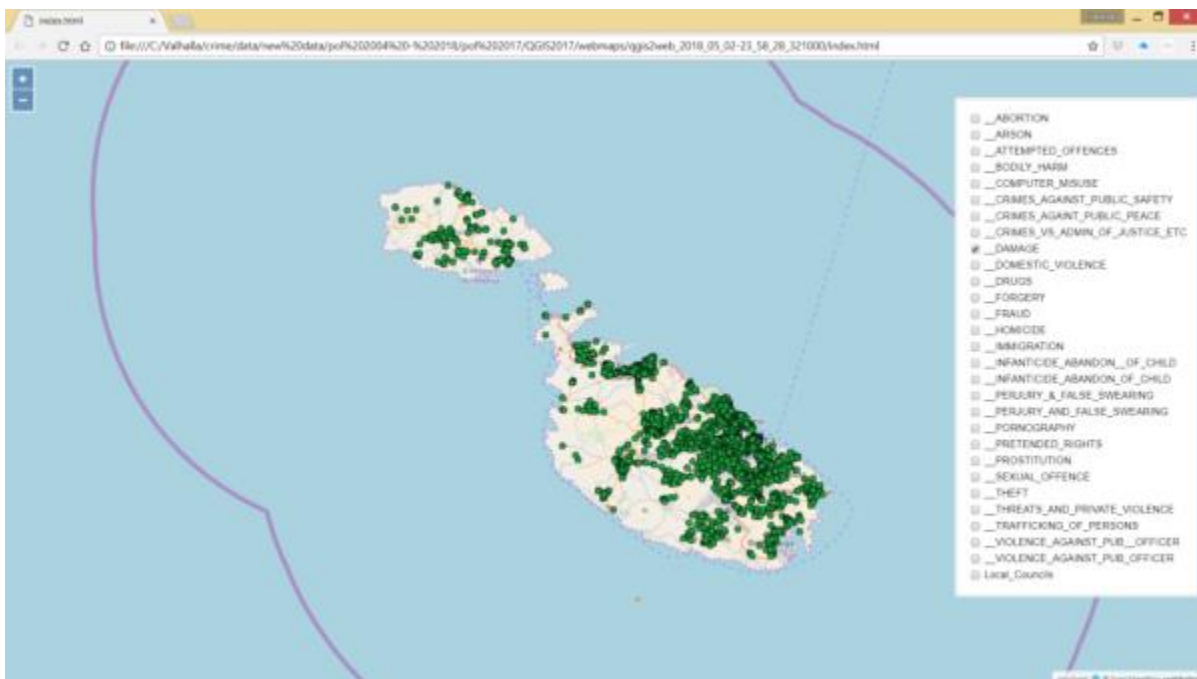 index.html
file:///C:/Valhalla/crime/data/new%20data/pol%202004%20-%202018/pol%202017/QGIS2017/webmaps/qgis2web_2018_05_02-23_58_28_321000/index.html
+
−
__ABORTION
__ARSON
__ATTEMPTED_OFFENCES
__BODILY_HARM
__COMPUTER_MISUSE
__CRIMES_AGAINST_PUBLIC_SAFETY
__CRIMES_AGAINT_PUBLIC_PEACE
__CRIMES_VS_ADMIN_OF_JUSTICE_ETC
__DAMAGE
__DOMESTIC_VIOLENCE
__DRUGS
__FORGERY
__FRAUD
__HOMICIDE
__IMMIGRATION
__INFANTICIDE_ABANDON__OF_CHILD
__INFANTICIDE_ABANDON_OF_CHILD
__PERJURY_&_FALSE_SWEARING
__PERJURY_AND_FALSE_SWEARING
__PORNOGRAPHY
__PRETENDED_RIGHTS
__PROSTITUTION
__SEXUAL_OFFENCE
__THEFT
__THREATS_AND_PRIVATE_VIOLENCE
__TRAFFICKING_OF_PERSONS
__VIOLENCE_AGAINST_PUB__OFFICER
__VIOLENCE_AGAINST_PUB_OFFICER
Local_Councils